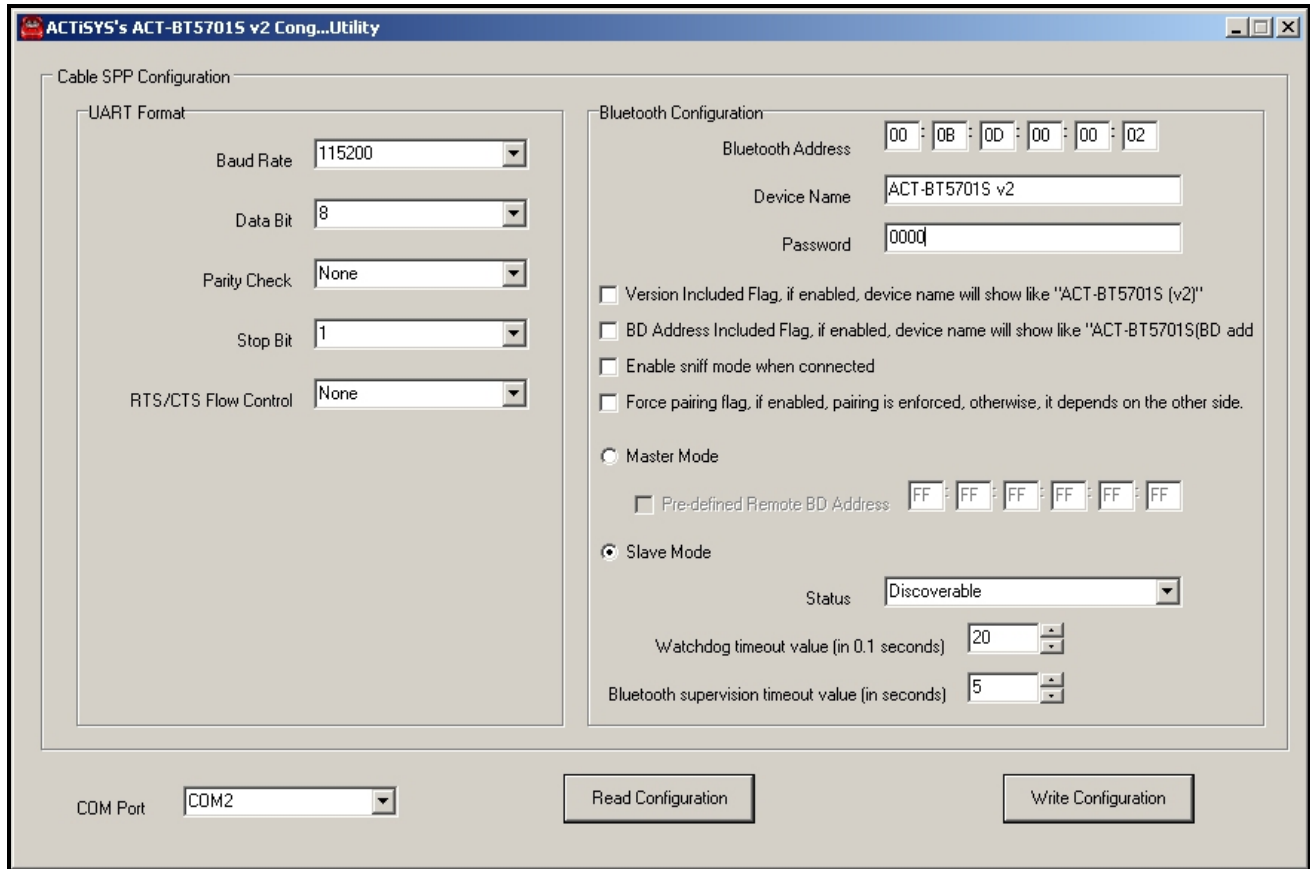 ACTiSYS's ACT-BT5701S v2 Cong...Utility
Cable SPP Configuration
UART Format
Baud Rate 115200
Data Bit 8
Parity Check None
Stop Bit 1
RTS/CTS Flow Control None
Bluetooth Configuration
Bluetooth Address 00 : 0B : 0D : 00 : 00 : 02
Device Name ACT-BT5701S v2
Password 0000
Version Included Flag, if enabled, device name will show like "ACT-BT5701S (v2)"
BD Address Included Flag, if enabled, device name will show like "ACT-BT5701S(BD add
Enable sniff mode when connected
Force pairing flag, if enabled, pairing is enforced, otherwise, it depends on the other side.
Master Mode
Pre-defined Remote BD Address FF : FF : FF : FF : FF : FF
Slave Mode
Status Discoverable
Watchdog timeout value (in 0.1 seconds) 20
Bluetooth supervision timeout value (in seconds) 5
COM Port COM2
Read Configuration
Write Configuration